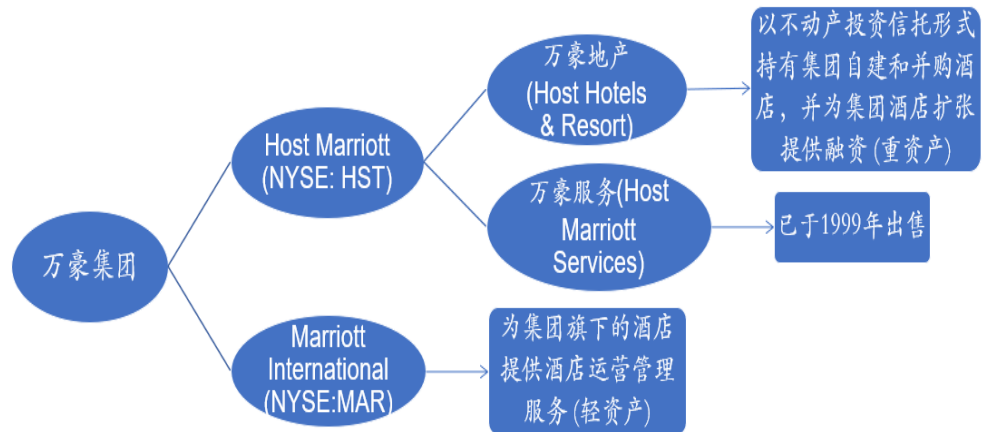 万豪集团
Host Marriott
(NYSE: HST)
万豪地产
(Host Hotels
& Resort)
以不动产投资信托形式
持有集团自建和并购酒
店，并为集团酒店扩张
提供融资 (重资产)
万豪服务(Host
Marriott
Services)
已于1999年出售
Marriott
International
(NYSE:MAR)
为集团旗下的酒店
提供酒店运营管理
服务 (轻资产)